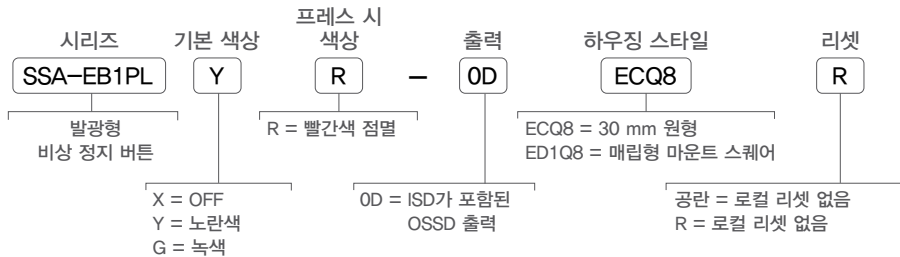 시리즈
기본 색상
프레스 시
색상
출력
하우징 스타일
리셋
SSA-EB1PL
Y
R
–
0D
ECQ8
R
발광형
비상 정지 버튼
R = 빨간색 점멸
ECQ8 = 30 mm 원형
ED1Q8 = 매립형 마운트 스퀘어
X = OFF
Y = 노란색
G = 녹색
0D = ISD가 포함된
OSSD 출력
공란 = 로컬 리셋 없음
R = 로컬 리셋 없음